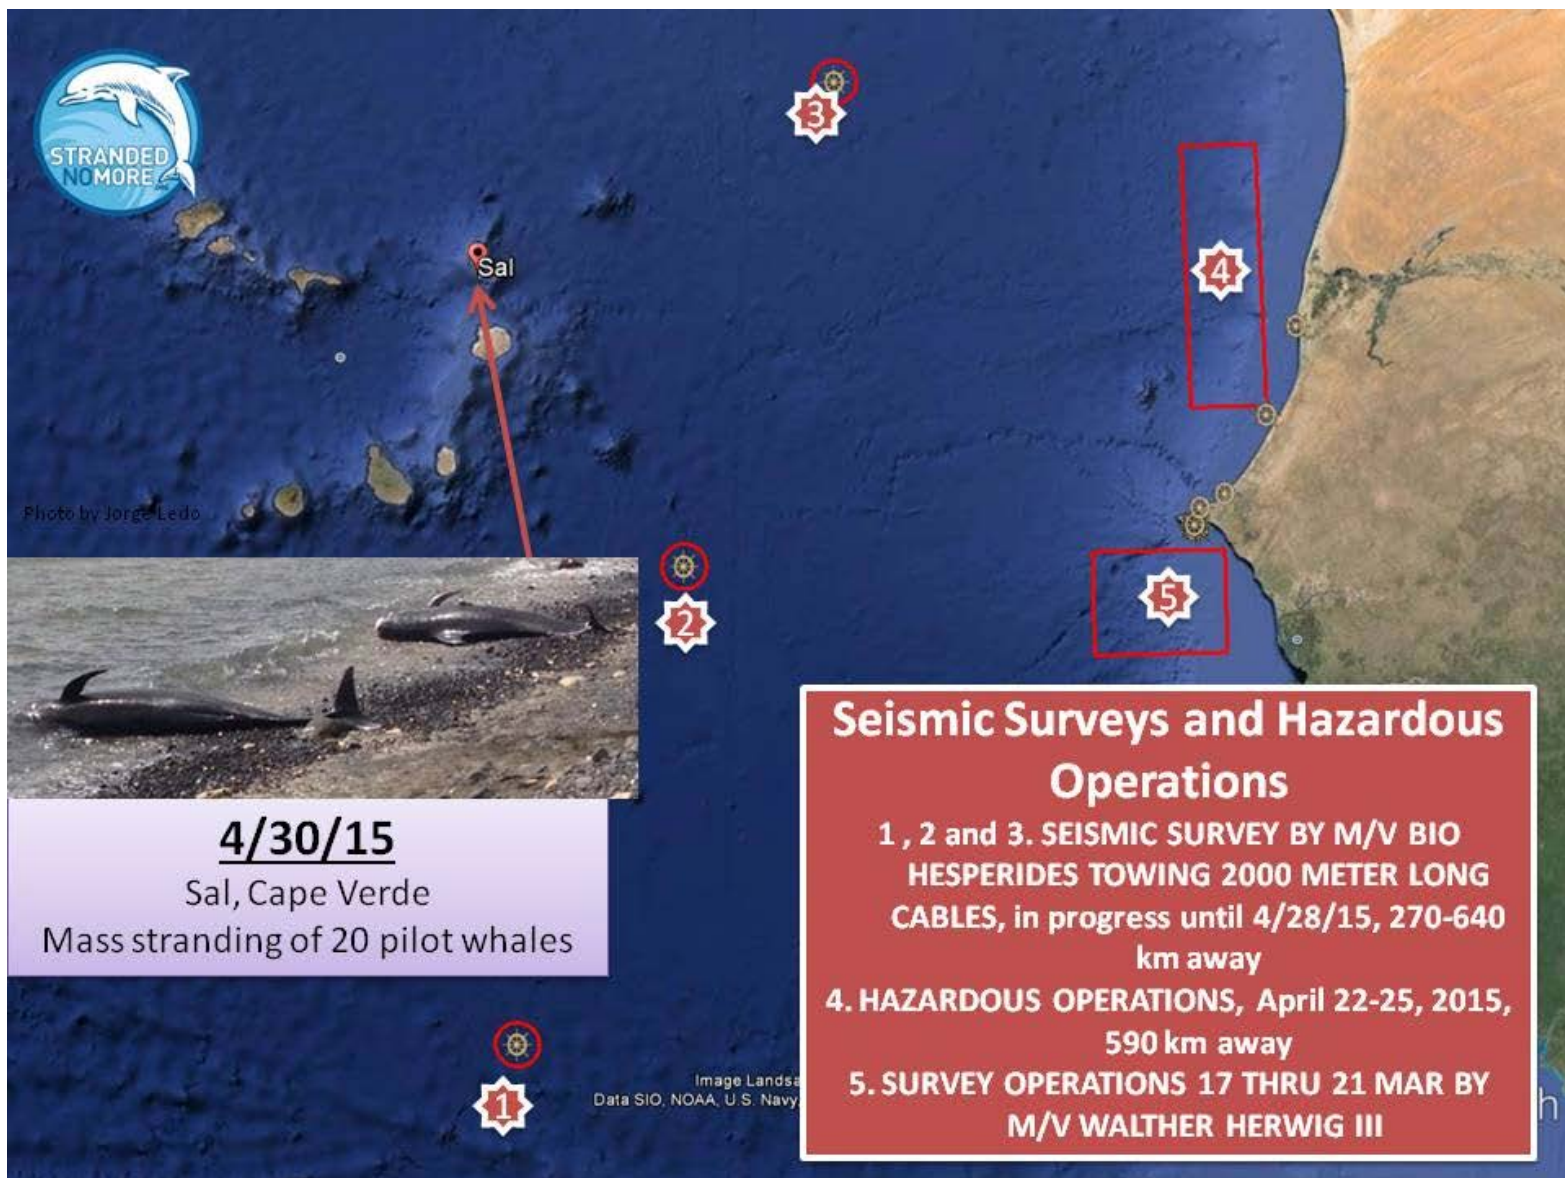 STRANDED
NOMORE.ORG
3
Sal
4
Photo by Jorge Ledo
2
5
4/30/15
Sal, Cape Verde
Mass stranding of 20 pilot whales
1
Image Landsa
Data SIO, NOAA, U.S. Navy,
Seismic Surveys and Hazardous
Operations
1 , 2 and 3. SEISMIC SURVEY BY M/V BIO
HESPERIDES TOWING 2000 METER LONG
CABLES, in progress until 4/28/15, 270-640
km away
4. HAZARDOUS OPERATIONS, April 22-25, 2015,
590 km away
5. SURVEY OPERATIONS 17 THRU 21 MAR BY
M/V WALTHER HERWIG III
h